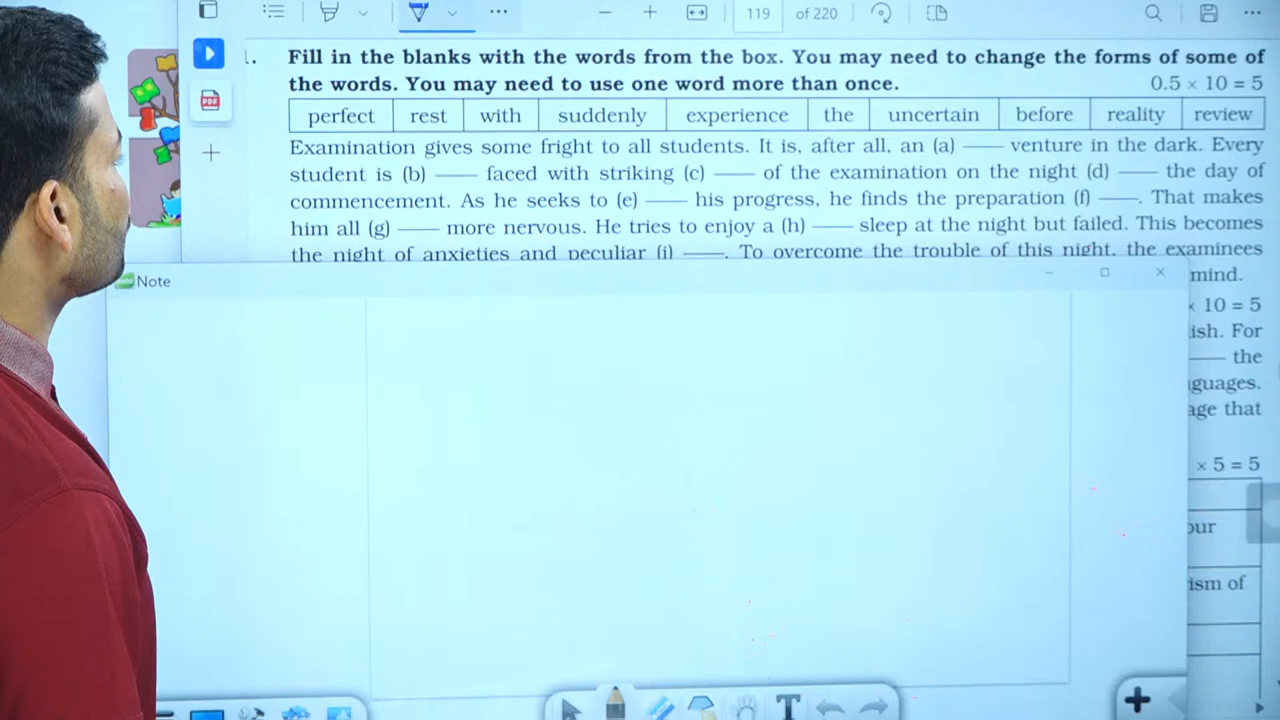 119 of 220
PDF
1. Fill in the blanks with the words from the box. You may need to change the forms of some of
the words. You may need to use one word more than once. 0.5 × 10 = 5
perfect rest with suddenly experience the uncertain before reality review
Examination gives some fright to all students. It is, after all, an (a) —— venture in the dark. Every
student is (b) —— faced with striking (c) —— of the examination on the night (d) —— the day of
commencement. As he seeks to (e) —— his progress, he finds the preparation (f) ——. That makes
him all (g) —— more nervous. He tries to enjoy a (h) —— sleep at the night but failed. This becomes
the night of anxieties and peculiar (i) ——. To overcome the trouble of this night, the examinees
Note
mind.
× 10 = 5
ish. For
—— the
guages.
age that
× 5 = 5
our
ism of
T